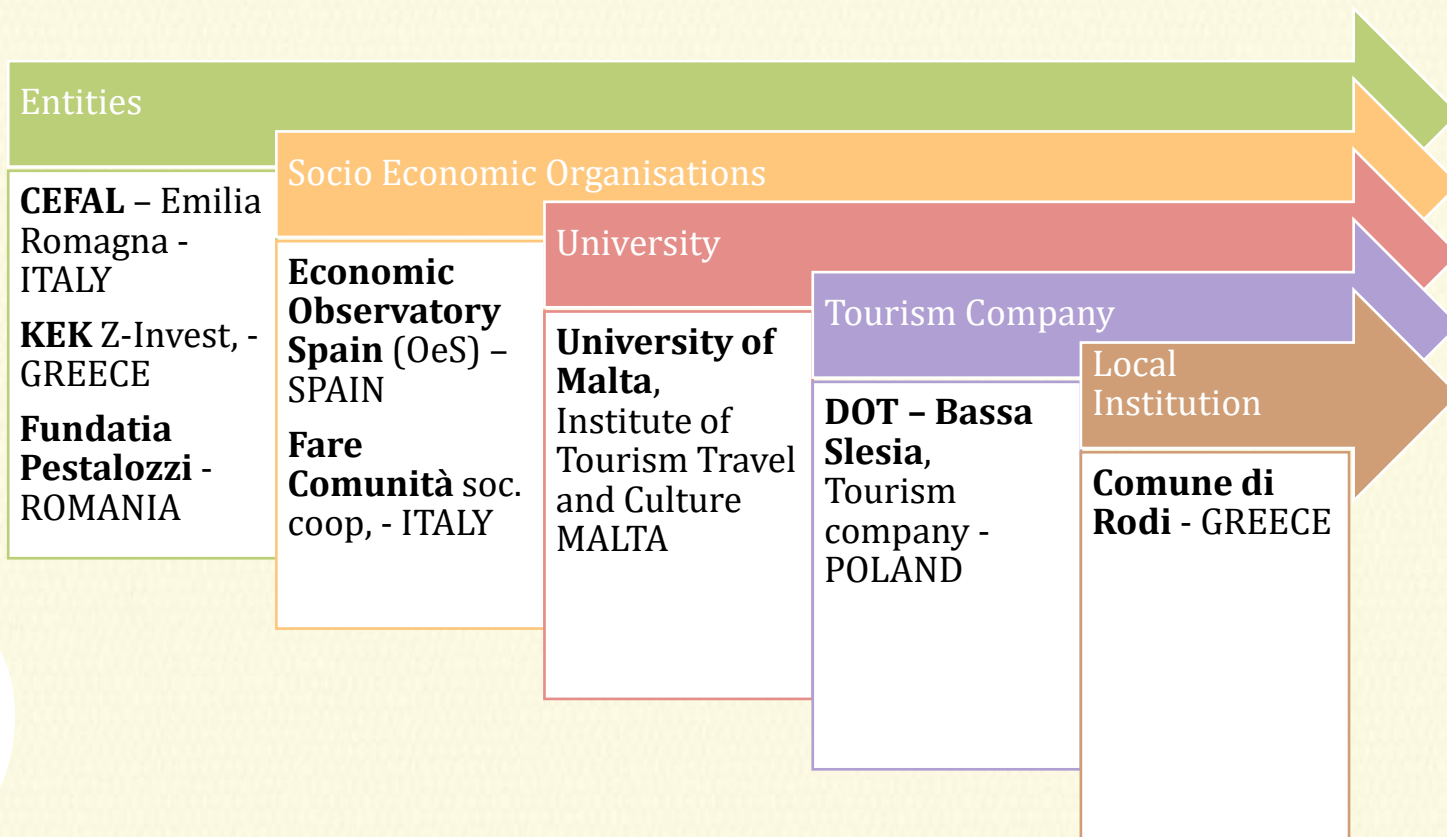 Entities
CEFAL – Emilia
Romagna -
ITALY
KEK Z-Invest, -
GREECE
Fundatia
Pestalozzi -
ROMANIA
Socio Economic Organisations
Economic
Observatory
Spain (OeS) –
SPAIN
Fare
Comunità soc.
coop, - ITALY
University
University of
Malta,
Institute of
Tourism Travel
and Culture
MALTA
Tourism Company
DOT – Bassa
Slesia,
Tourism
company -
POLAND
Local
Institution
Comune di
Rodi - GREECE